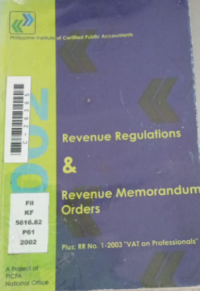 Philippine Institute of Certified Public Accountants
2002
Revenue Regulations
&
Revenue Memorandum
Orders
Plus: RR No. 1-2003 "VAT on Professionals"
Fil
KF
5616.82
P61
2002
A Project of
PICPA
National Office